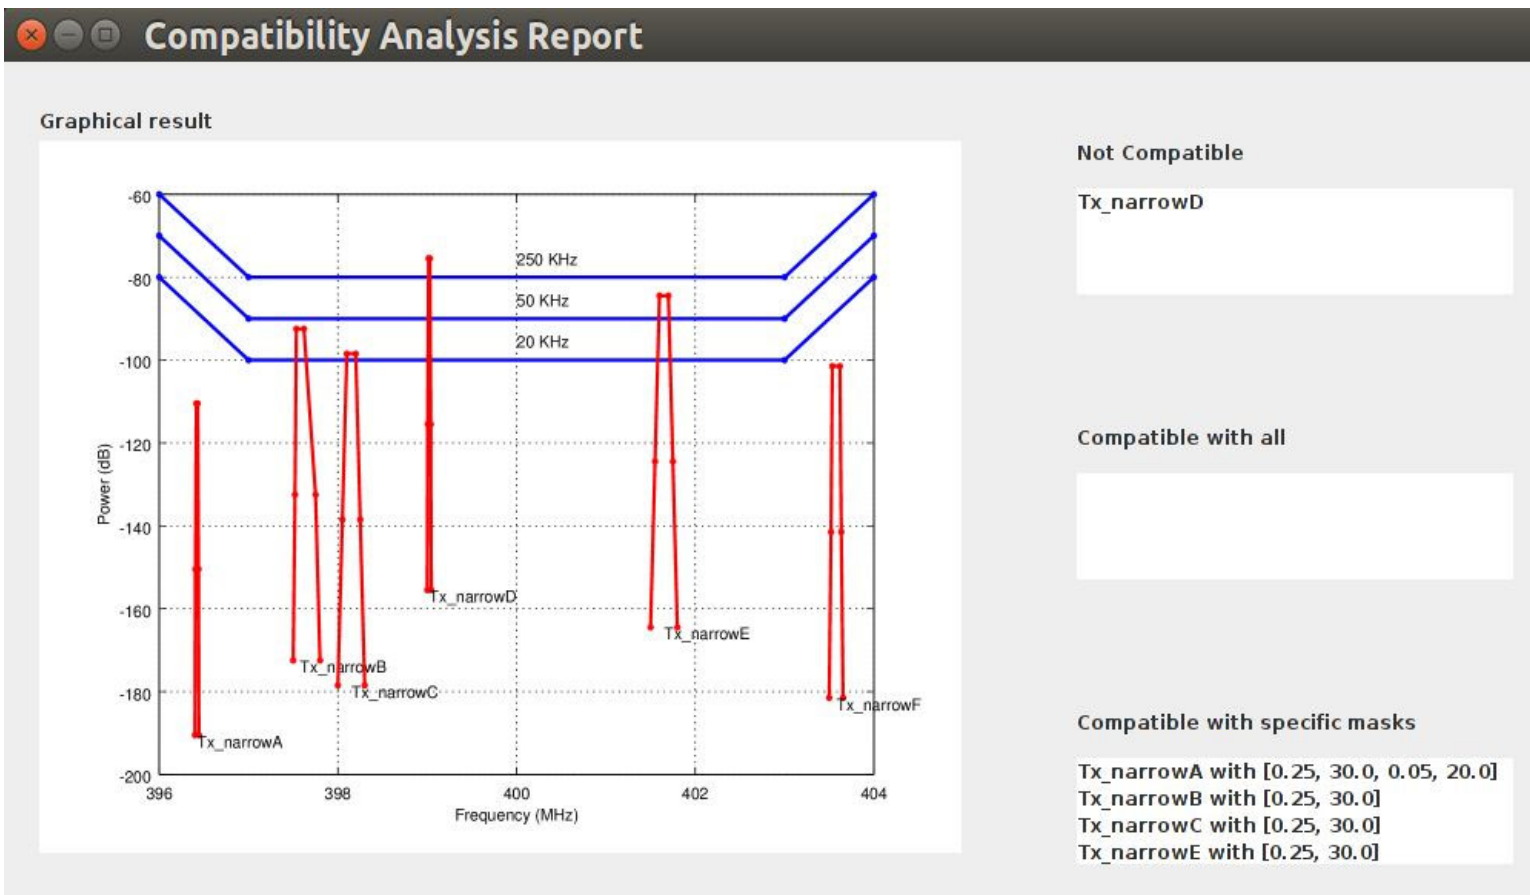 Compatibility Analysis Report
Graphical result
-60
-80
-100
-120
-140
-160
-180
-200
Power (dB)
250 KHz
50 KHz
20 KHz
Tx_narrowD
Tx_narrowE
Tx_narrowB
Tx_narrowC
Tx_narrowF
Tx_narrowA
396
398
400
402
404
Frequency (MHz)
Not Compatible
Tx_narrowD
Compatible with all
Compatible with specific masks
Tx_narrowA with [0.25, 30.0, 0.05, 20.0]
Tx_narrowB with [0.25, 30.0]
Tx_narrowC with [0.25, 30.0]
Tx_narrowE with [0.25, 30.0]